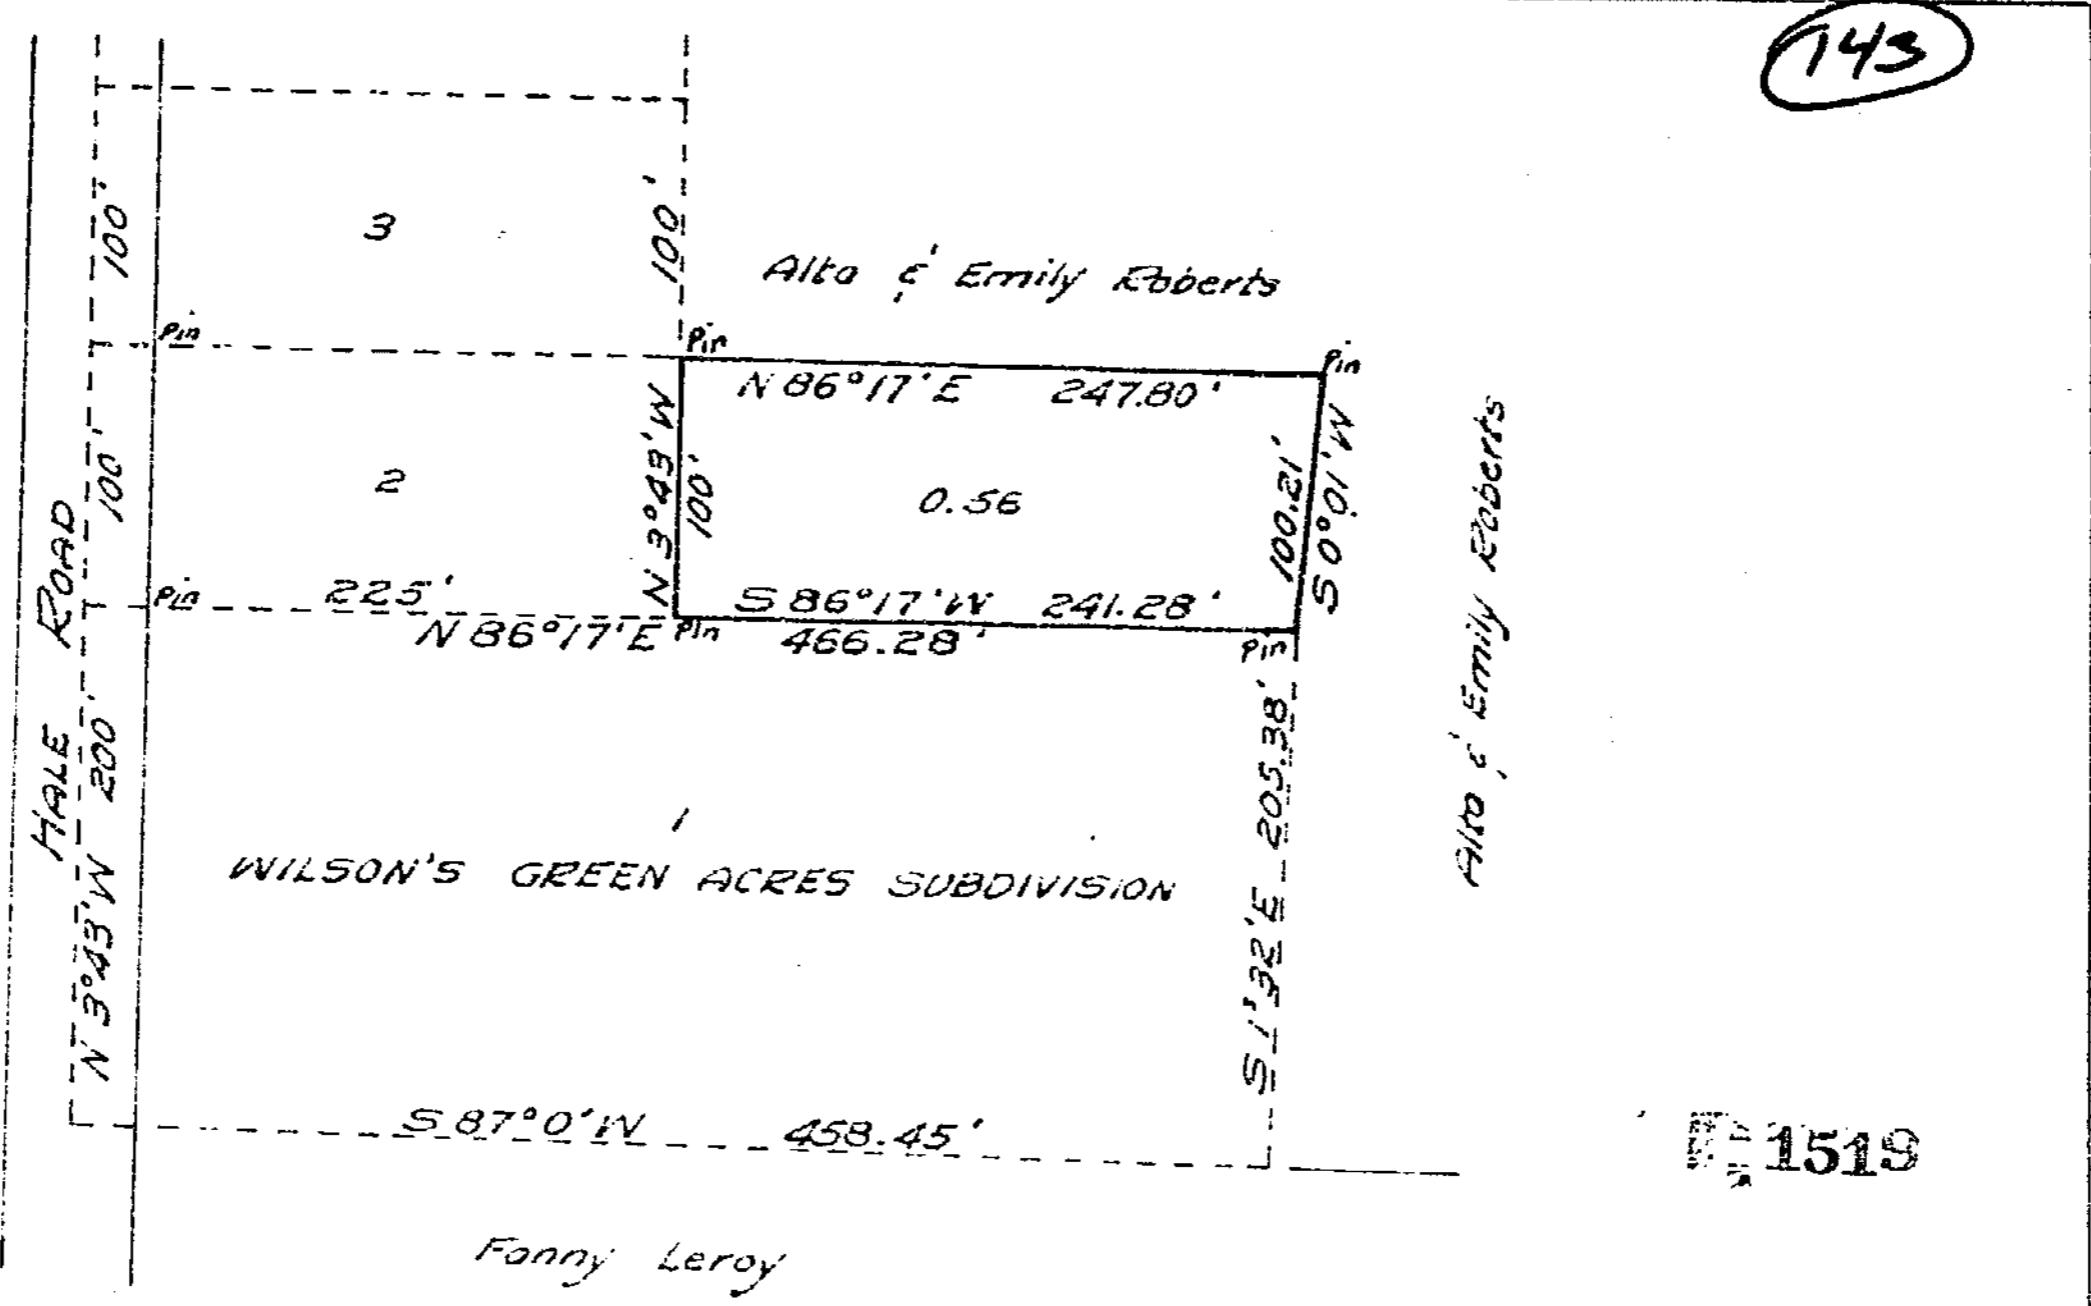 143
100'
3
100'
Alta & Emily Roberts
Pin
Pin
Pin
N 86°17' E 247.80'
N 3°43' W
100'
100'
2
0.56
100.21'
S 0°01' W
Alta & Emily Roberts
HALE ROAD
Pin
225'
S 86°17' W 241.28'
N 86°17' E
Pin
466.28'
Pin
N 3°43' W 200'
S 1°32' E 205.38'
1
WILSON'S GREEN ACRES SUBDIVISION
S 87°0' W 458.45'
1519
Fanny Leroy